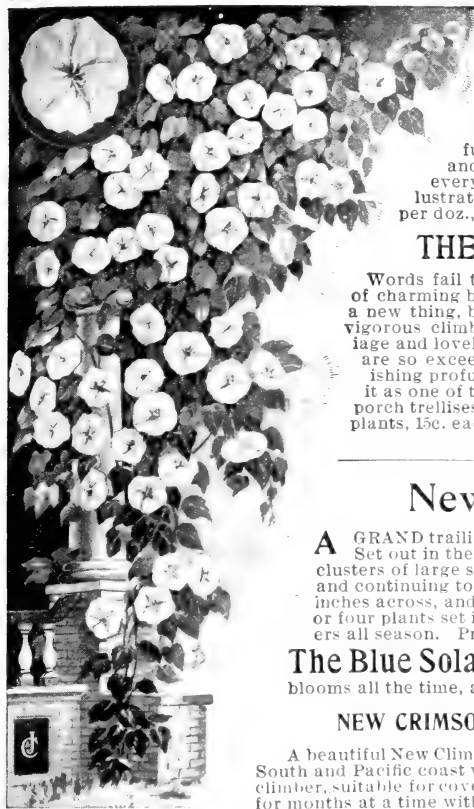 fu
and
every
lustrat
per doz.,
THE
Words fail t
of charming b
a new thing, b
vigorous climb
iage and lovel
are so excee
ishing profu
it as one of t
porch trellises
plants, 15c. eac
Nev
A GRAND traili
Set out in the
clusters of large s
and continuing to
inches across, and
or four plants set i
ers all season. Pr
The Blue Sola
blooms all the time, a
NEW CRIMSO
A beautiful New Clim
South and Pacific coast v
climber, suitable for cov
for months at a time with